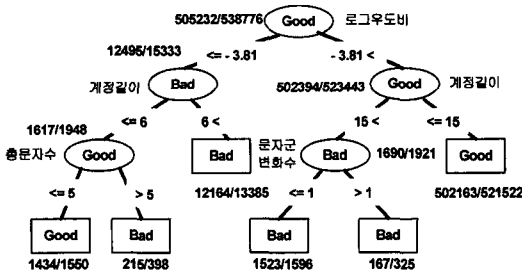 505232/538776 Good 로그우도비
12495/15333 <= - 3.81 - 3.81 <
계정길이 Bad 502394/523443 Good 계정길이
<= 6 6 < 15 < <= 15
1617/1948
총문자수 Good Bad 문자군 변화수 Bad 1690/1921 Good
12164/13385 502163/521522
<= 5 > 5 <= 1 > 1
Good Bad Bad Bad
1434/1550 215/398 1523/1596 167/325